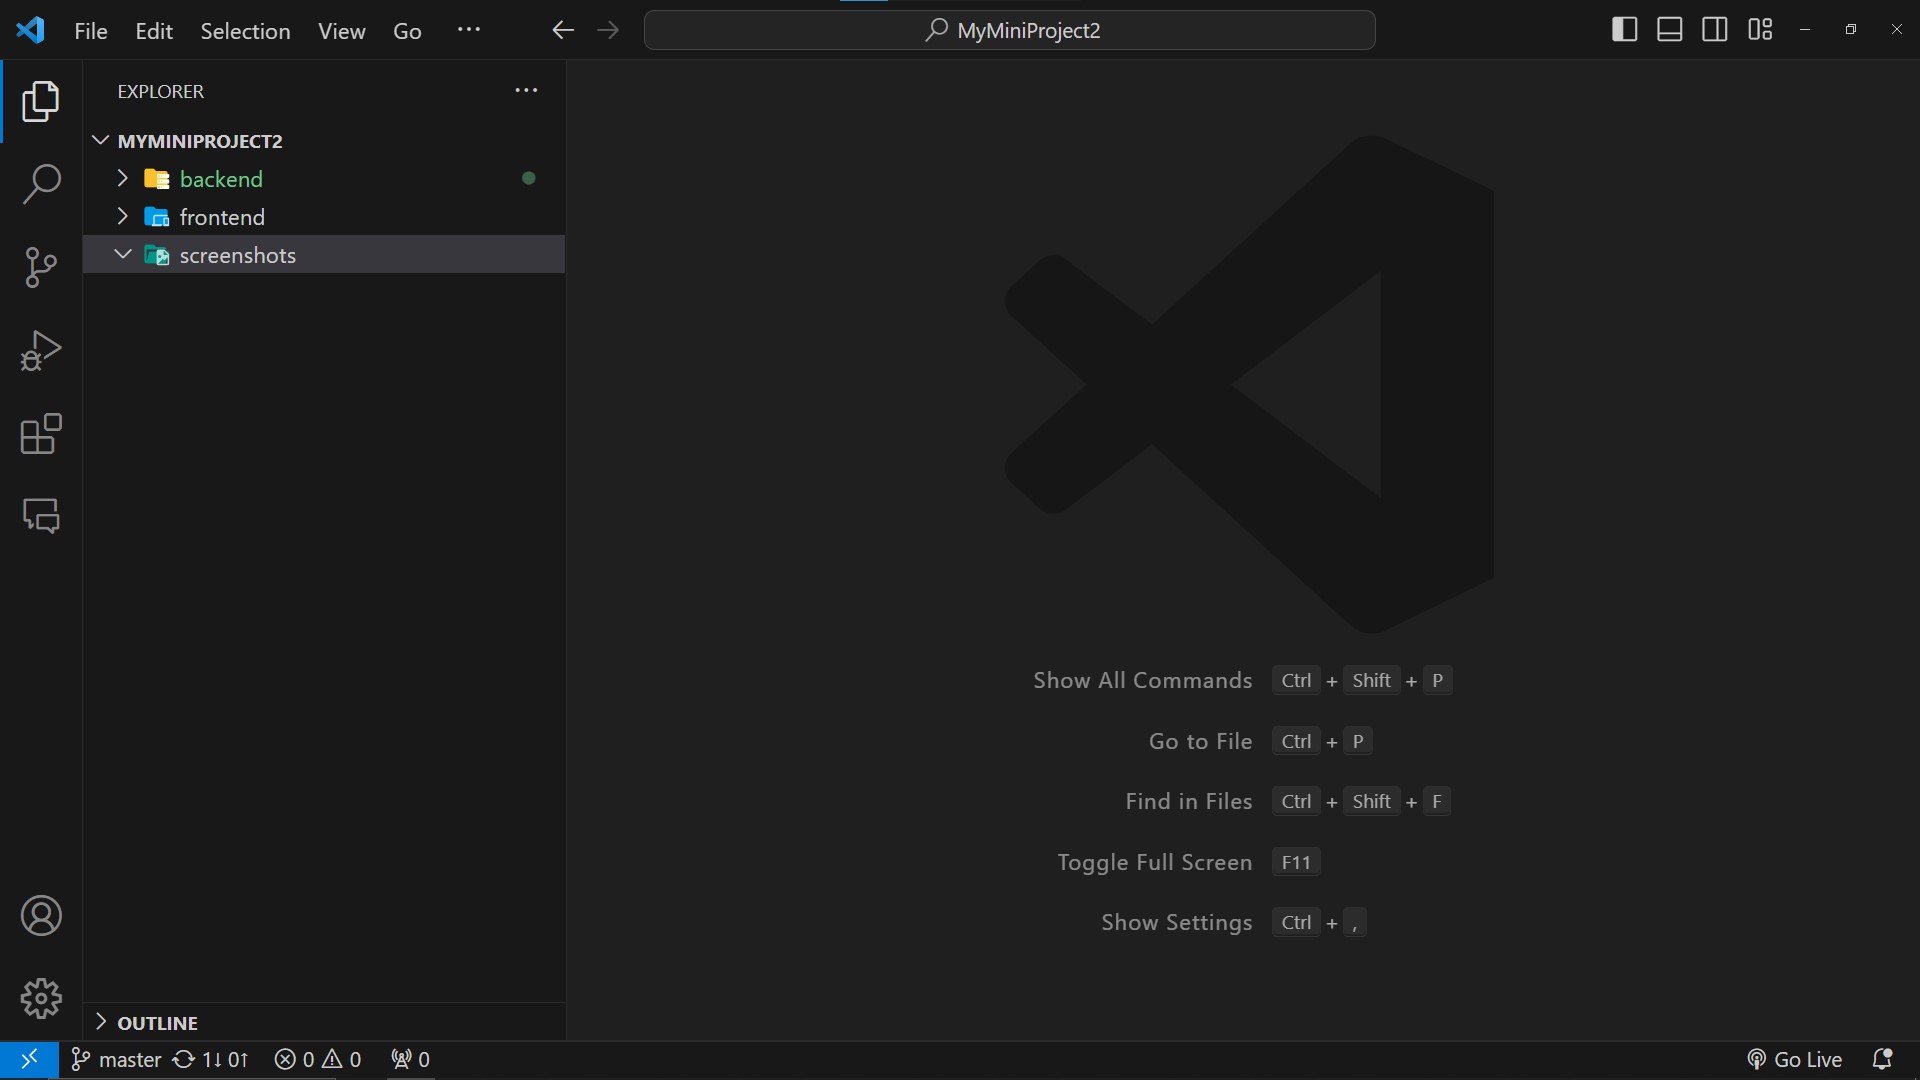 File Edit Selection View Go ··· MyMiniProject2
EXPLORER ···
MYMINIPROJECT2
backend
frontend
screenshots
Show All Commands Ctrl + Shift + P
Go to File Ctrl + P
Find in Files Ctrl + Shift + F
Toggle Full Screen F11
Show Settings Ctrl + ,
OUTLINE
master 1↓ 0↑ 0 0 0 Go Live